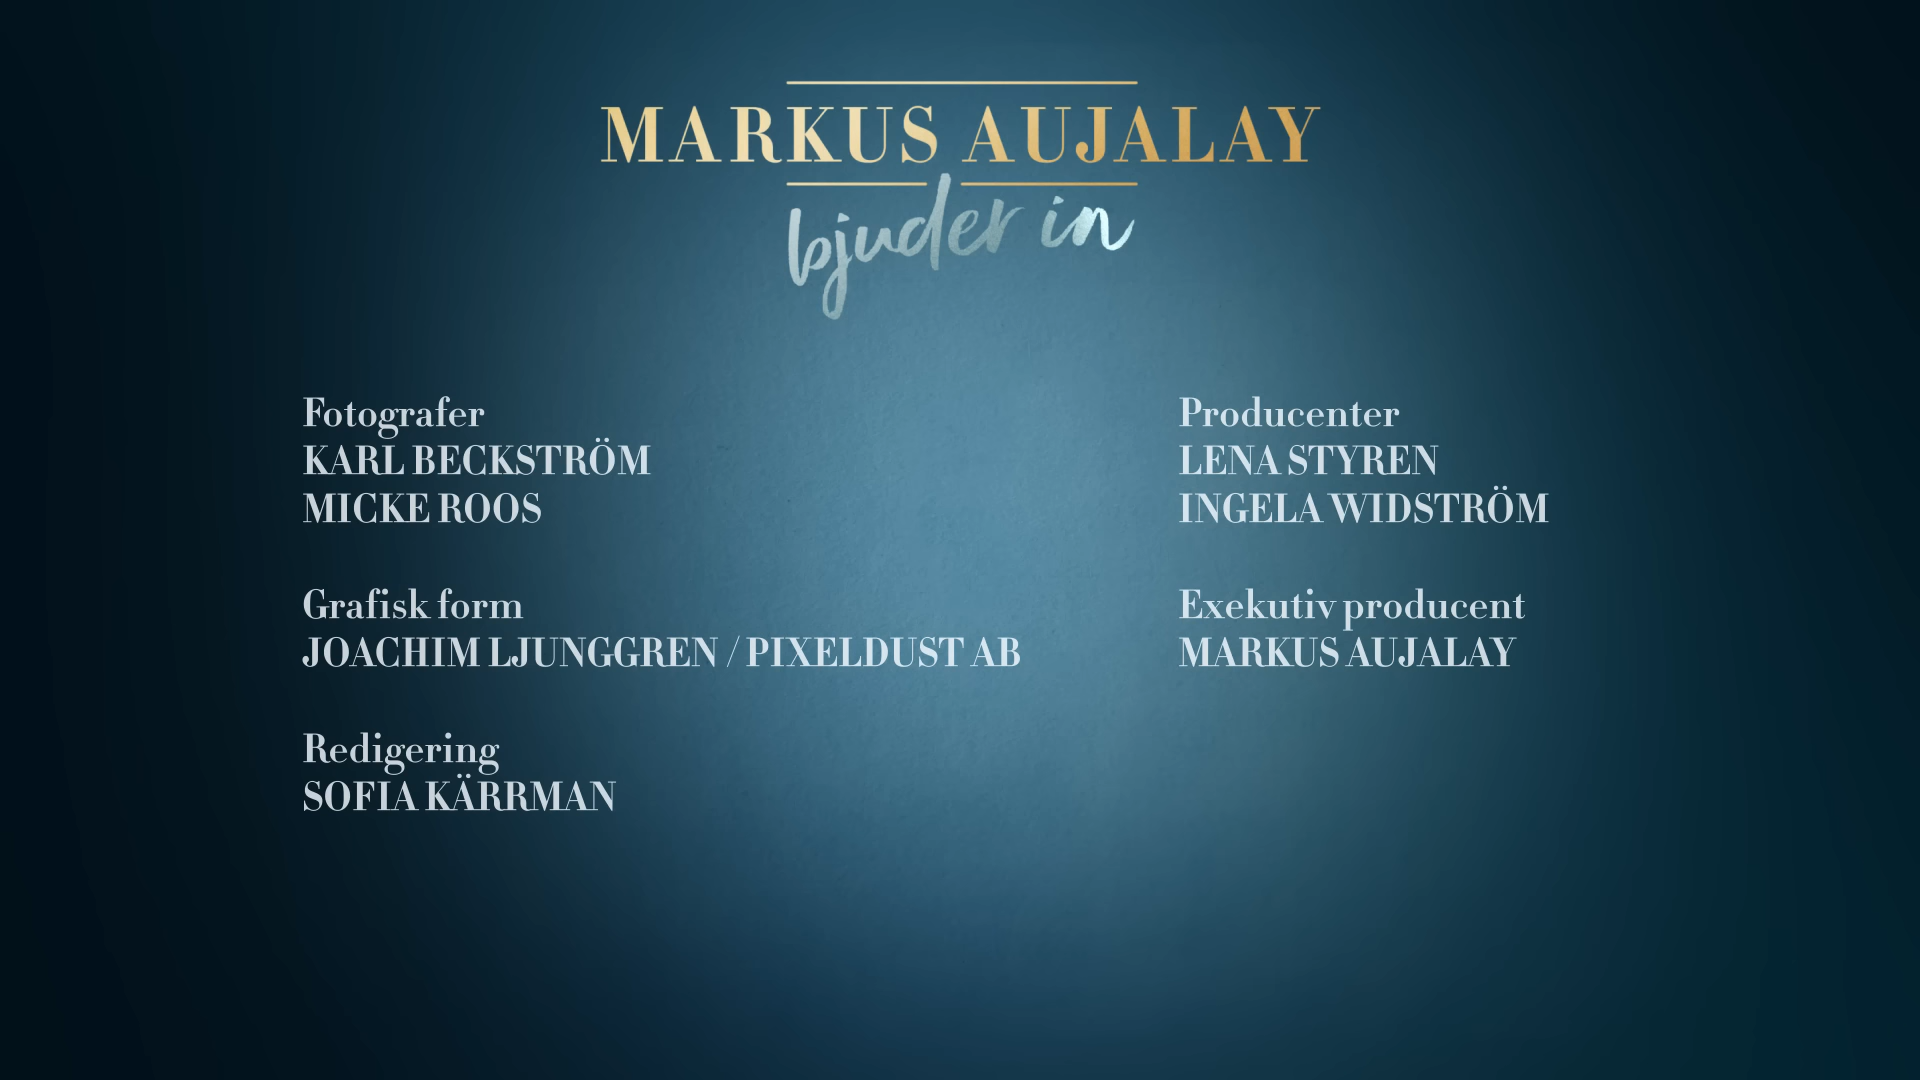 MARKUS AUJALAY
bjuder in
Fotografer
KARL BECKSTRÖM
MICKE ROOS
Grafisk form
JOACHIM LJUNGGREN / PIXELDUST AB
Redigering
SOFIA KÄRRMAN
Producenter
LENA STYREN
INGELA WIDSTRÖM
Exekutiv producent
MARKUS AUJALAY